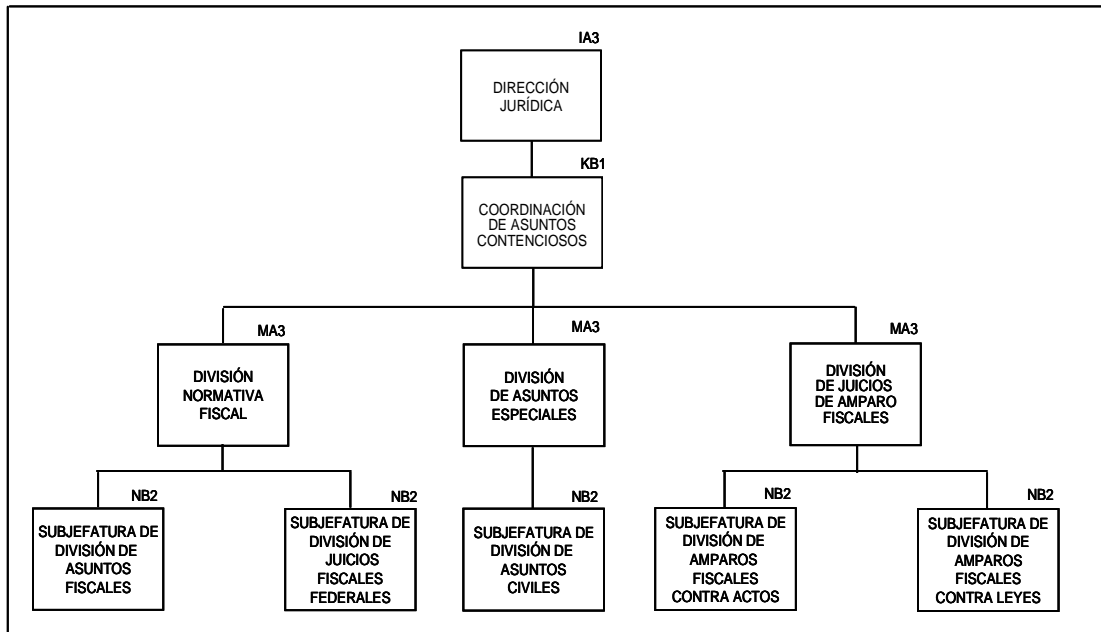 IA3
DIRECCIÓN
JURÍDICA
KB1
COORDINACIÓN
DE ASUNTOS
CONTENCIOSOS
MA3
DIVISIÓN
NORMATIVA
FISCAL
MA3
DIVISIÓN
DE ASUNTOS
ESPECIALES
MA3
DIVISIÓN
DE JUICIOS
DE AMPARO
FISCALES
NB2
SUBJEFATURA DE
DIVISIÓN DE
ASUNTOS
FISCALES
NB2
SUBJEFATURA DE
DIVISIÓN DE
JUICIOS
FISCALES
FEDERALES
NB2
SUBJEFATURA DE
DIVISIÓN DE
ASUNTOS
CIVILES
NB2
SUBJEFATURA DE
DIVISIÓN DE
AMPAROS
FISCALES
CONTRA ACTOS
NB2
SUBJEFATURA DE
DIVISIÓN DE
AMPAROS
FISCALES
CONTRA LEYES